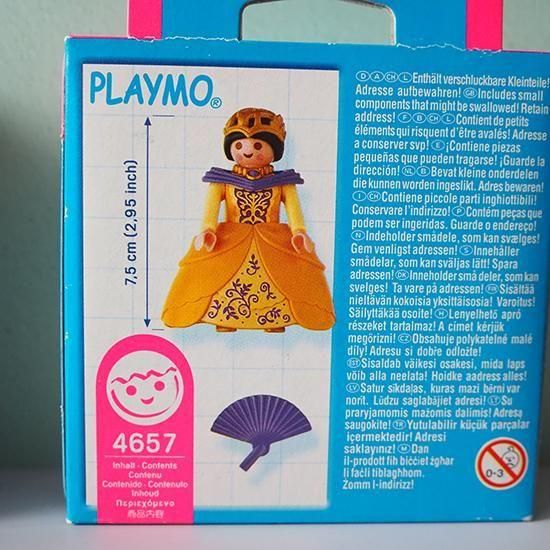 PLAYMO®
7,5 cm (2,95 inch)
4657
Inhalt · Contents
Contenu
Contenido · Contenuto
Inhoud
Περιεχόμενο
商品内容
D A CH L Enthält verschluckbare Kleinteile!
Adresse aufbewahren! GB Includes small
components that might be swallowed! Retain
address! F B CH L Contient de petits
éléments qui risquent d'être avalés! Adresse
a conserver svp! E ¡Contiene piezas
pequeñas que pueden tragarse! ¡Guarde la
dirección! NL B Bevat kleine onderdelen
die kunnen worden ingeslikt. Adres bewaren!
I CH Contiene piccole parti inghiottibili!
Conservare l'indirizzo! P Contém peças que
podem ser ingeridas. Guarde o endereço!
N Indeholder smådele, som kan svælges!
Gem venligst adressen! S Innehåller
smådelar, som kan sväljas lätt! Spara
adressen! DK Inneholder små deler, som kan
svelges! Ta vare på adressen! FIN Sisältää
nieltävän kokoisia yksittäisosia! Varoitus!
Säilyttäkää osoite! H Lenyelhető apró
részeket tartalmaz! A címet kérjük
megőrizni! CZ Obsahuje polykatelné malé
díly! Adresu si dobře odložte!
EST Sisaldab väikesi osakesi, mida laps
võib alla neelata! Hoidke aadress alles!
LV Satur sīkdaļas, kuras mazi bērni var
norīt. Lūdzu saglabājiet adresi! LT Su
praryjamomis mažomis dalimis! Adresą
saugokite! TR Yutulabilir küçük parçalar
içermektedir! Adresi
saklayınız! M Dan
il-prodott fih biċċiet żgħar
li faċli tiblagħhom.
Żomm l-indirizz!
0-3